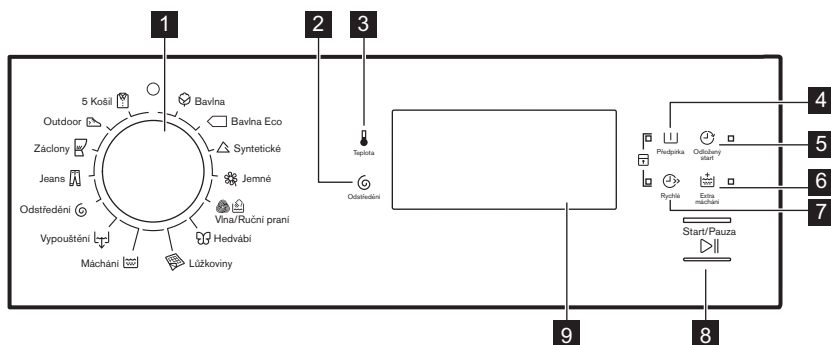 1
2
3
4
5
6
7
8
9
5 Košil
Outdoor
Záclony
Jeans
Odstředění
Vypouštění
Máchání
Bavlna
Bavlna Eco
Syntetické
Jemné
Vlna/Ruční praní
Hedvábí
Lůžkoviny
Teplota
Odstředění
Předpírka
Odložený
start
Rychlé
Extra
máchání
Start/Pauza